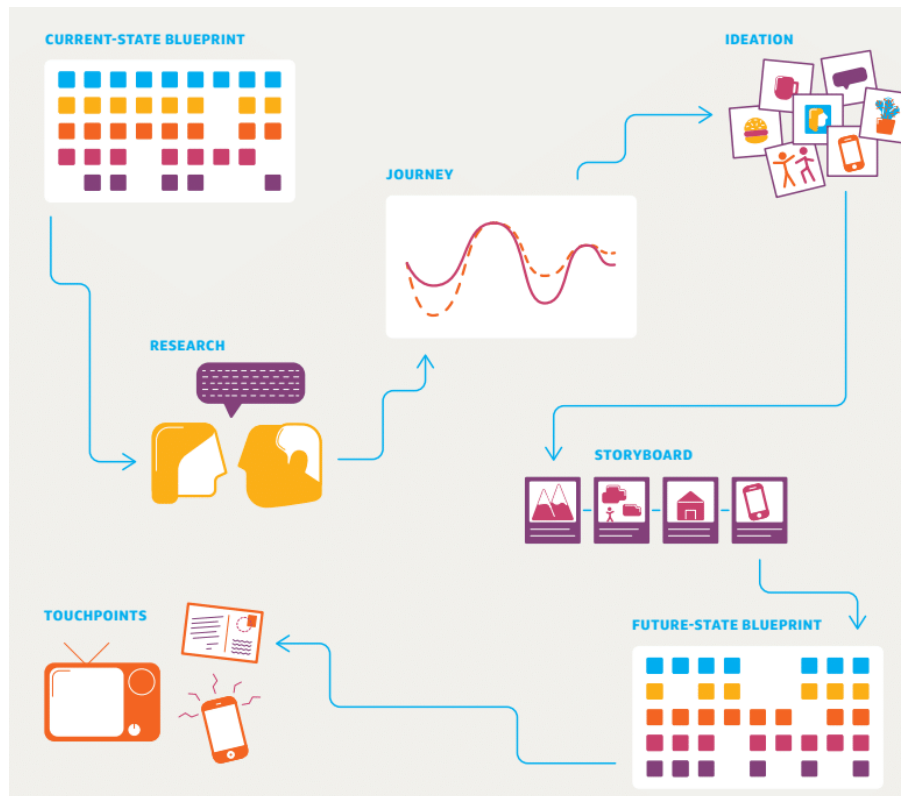 CURRENT-STATE BLUEPRINT
IDEATION
JOURNEY
RESEARCH
STORYBOARD
TOUCHPOINTS
FUTURE-STATE BLUEPRINT